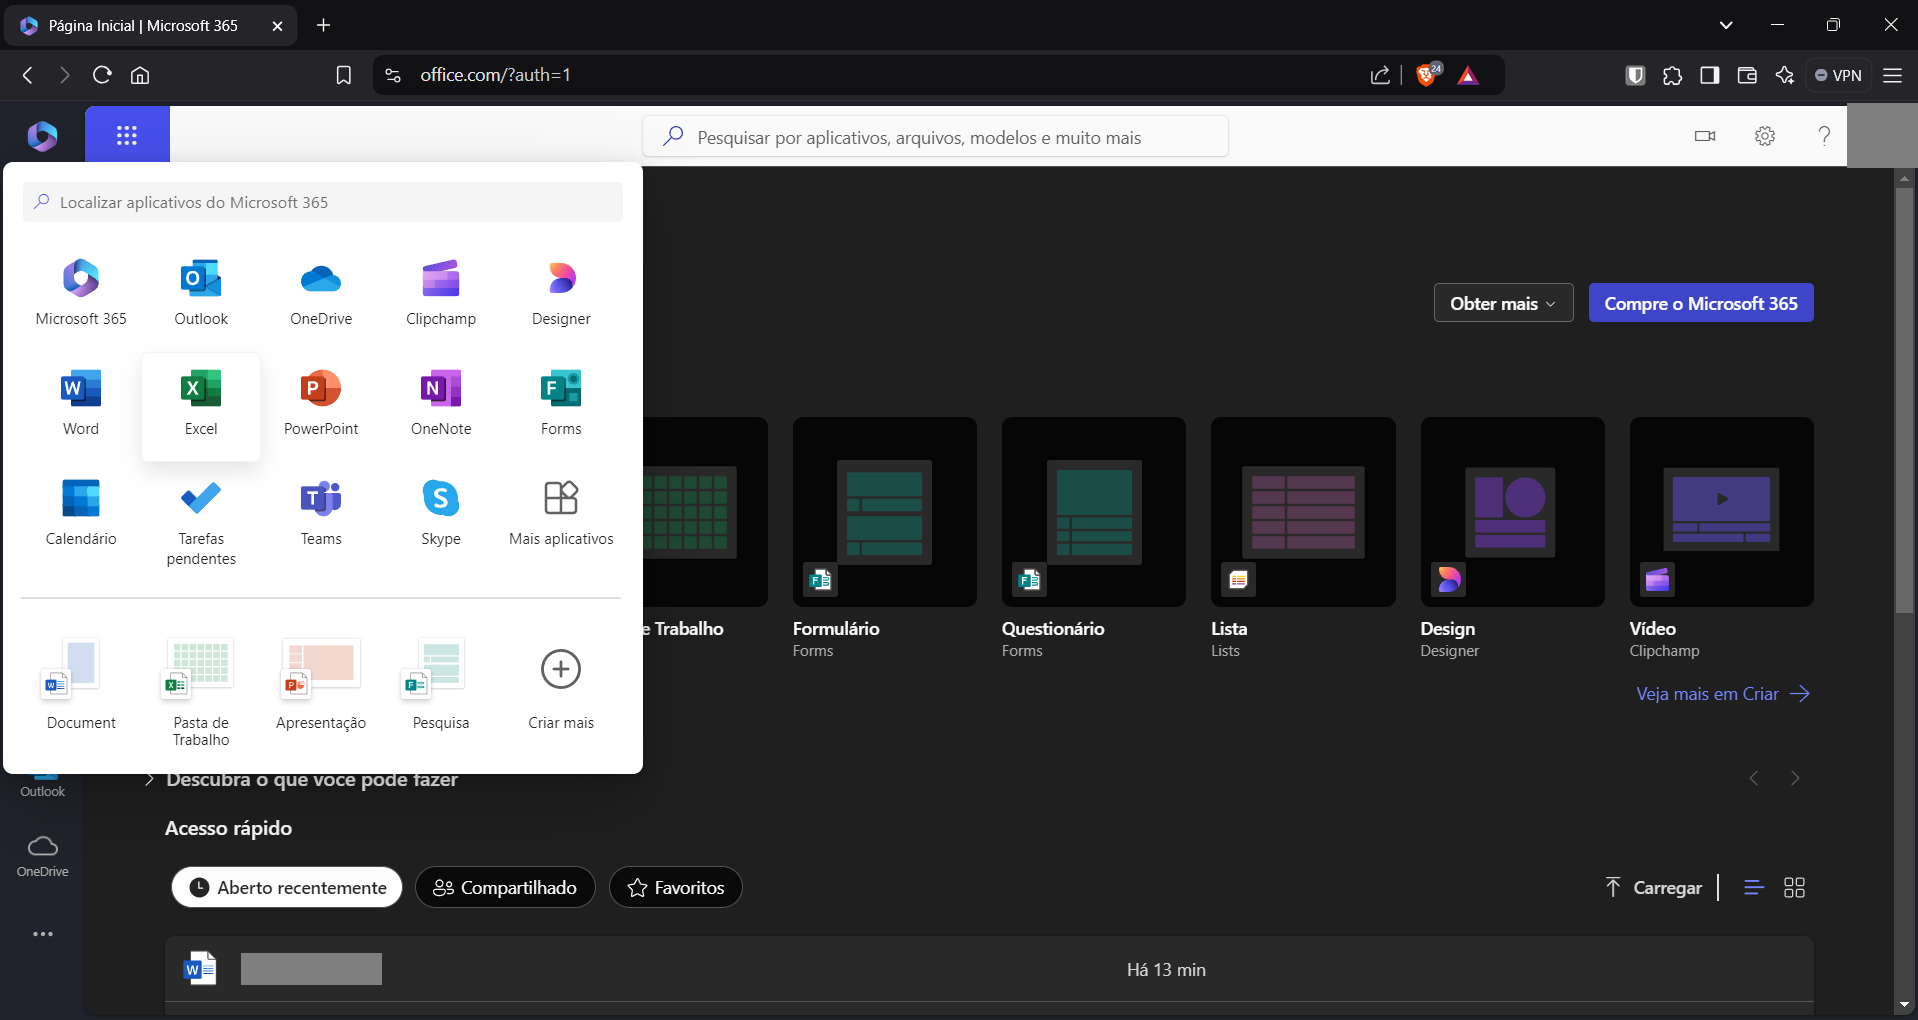 Página Inicial | Microsoft 365
office.com/?auth=1
24
VPN
Pesquisar por aplicativos, arquivos, modelos e muito mais
Localizar aplicativos do Microsoft 365
Microsoft 365
Outlook
OneDrive
Clipchamp
Designer
Word
Excel
PowerPoint
OneNote
Forms
Calendário
Tarefas
pendentes
Teams
Skype
Mais aplicativos
Document
Pasta de
Trabalho
Apresentação
Pesquisa
Criar mais
Obter mais
Compre o Microsoft 365
e Trabalho
Formulário
Forms
Questionário
Forms
Lista
Lists
Design
Designer
Vídeo
Clipchamp
Veja mais em Criar
Descubra o que você pode fazer
Outlook
OneDrive
Acesso rápido
Aberto recentemente
Compartilhado
Favoritos
Carregar
Há 13 min